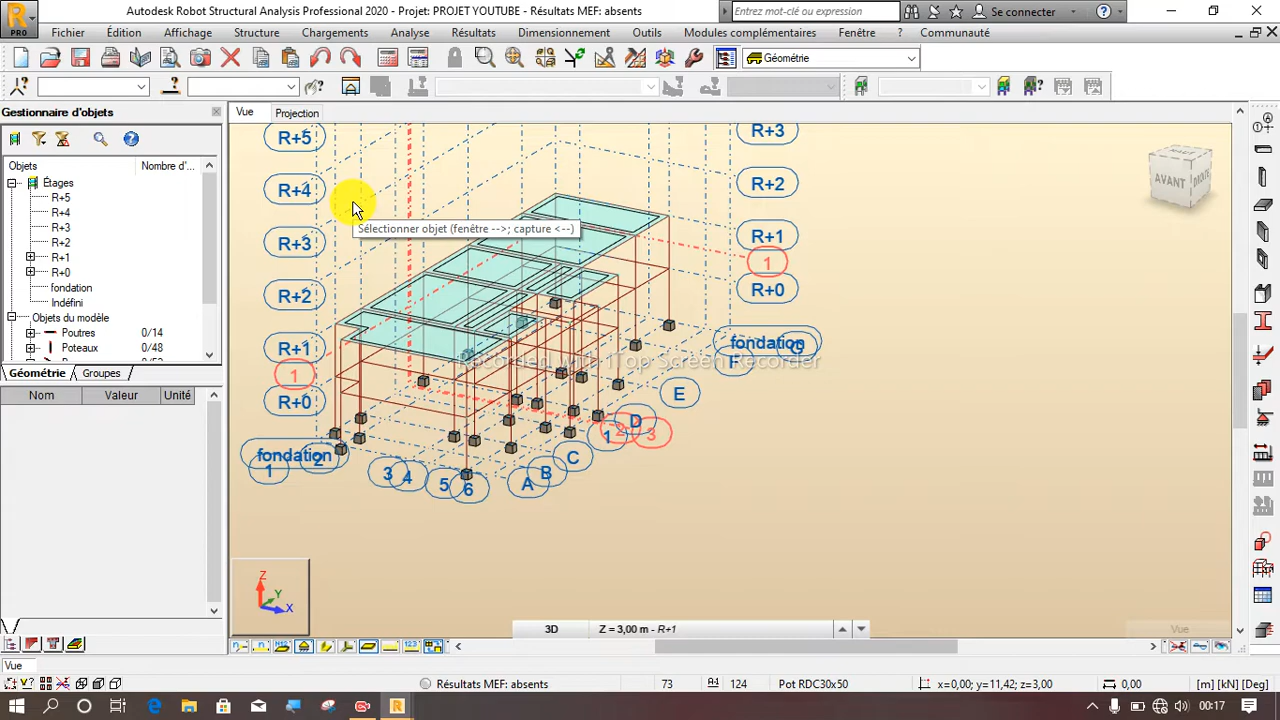 PRO
Autodesk Robot Structural Analysis Professional 2020 - Projet: PROJET YOUTUBE - Résultats MEF: absents
Entrez mot-clé ou expression
Se connecter
?
Fichier Édition Affichage Structure Chargements Analyse Résultats Dimensionnement Outils Modules complémentaires Fenêtre ? Communauté
Géométrie
Gestionnaire d'objets
Vue Projection
Objets Nombre d'...
Étages
R+5
R+4
R+3
R+2
R+1
R+0
fondation
Indéfini
Objets du modèle
Poutres 0/14
Poteaux 0/48
Géométrie Groupes
Nom Valeur Unité
R+5 R+3
R+4 R+2
Sélectionner objet (fenêtre -->; capture <--)
R+3 R+1
1
R+2 R+0
R+1 fondation G
Recorded with iTop Screen Recorder
1 F
R+0 E
D
1 2 3
fondation C
1 2 3 4 5 6 A B
AVANT DROITE
Z
Y
X
3D Z = 3,00 m - R+1
Vue
Vue
Résultats MEF: absents 73 124 Pot RDC30x50 x=0,00; y=11,42; z=3,00 0,00 [m] [kN] [Deg]
00:17